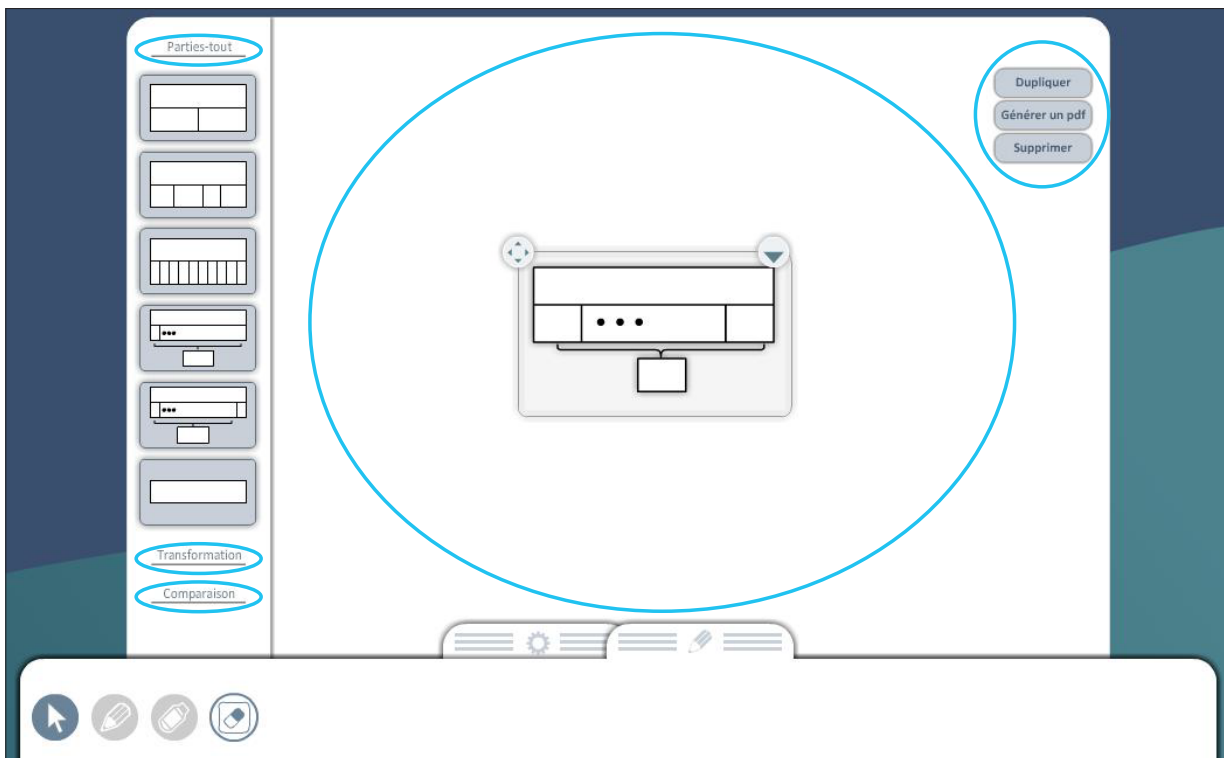 Parties-tout
Dupliquer
Générer un pdf
Supprimer
Transformation
Comparaison